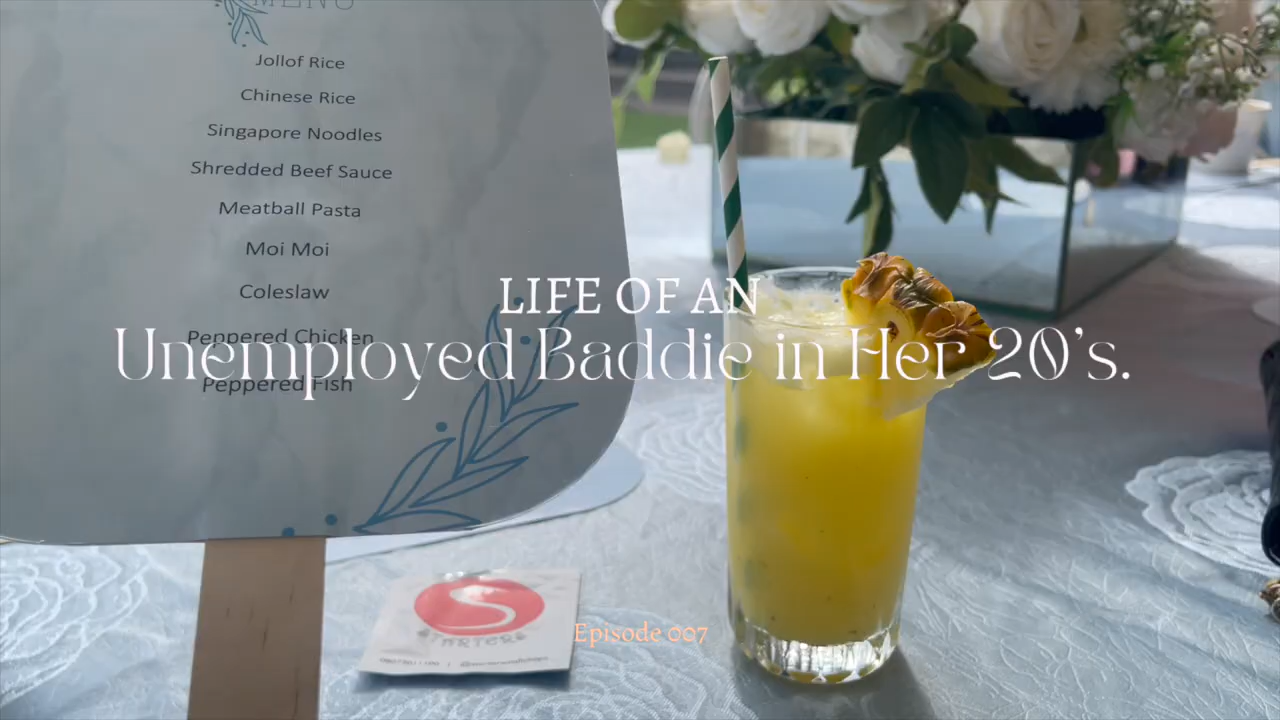 MENU
Jollof Rice
Chinese Rice
Singapore Noodles
Shredded Beef Sauce
Meatball Pasta
Moi Moi
Coleslaw
Peppered Chicken
Peppered Fish
LIFE OF AN
Unemployed Baddie in Her 20's.
S
STARTERS
Episode 007